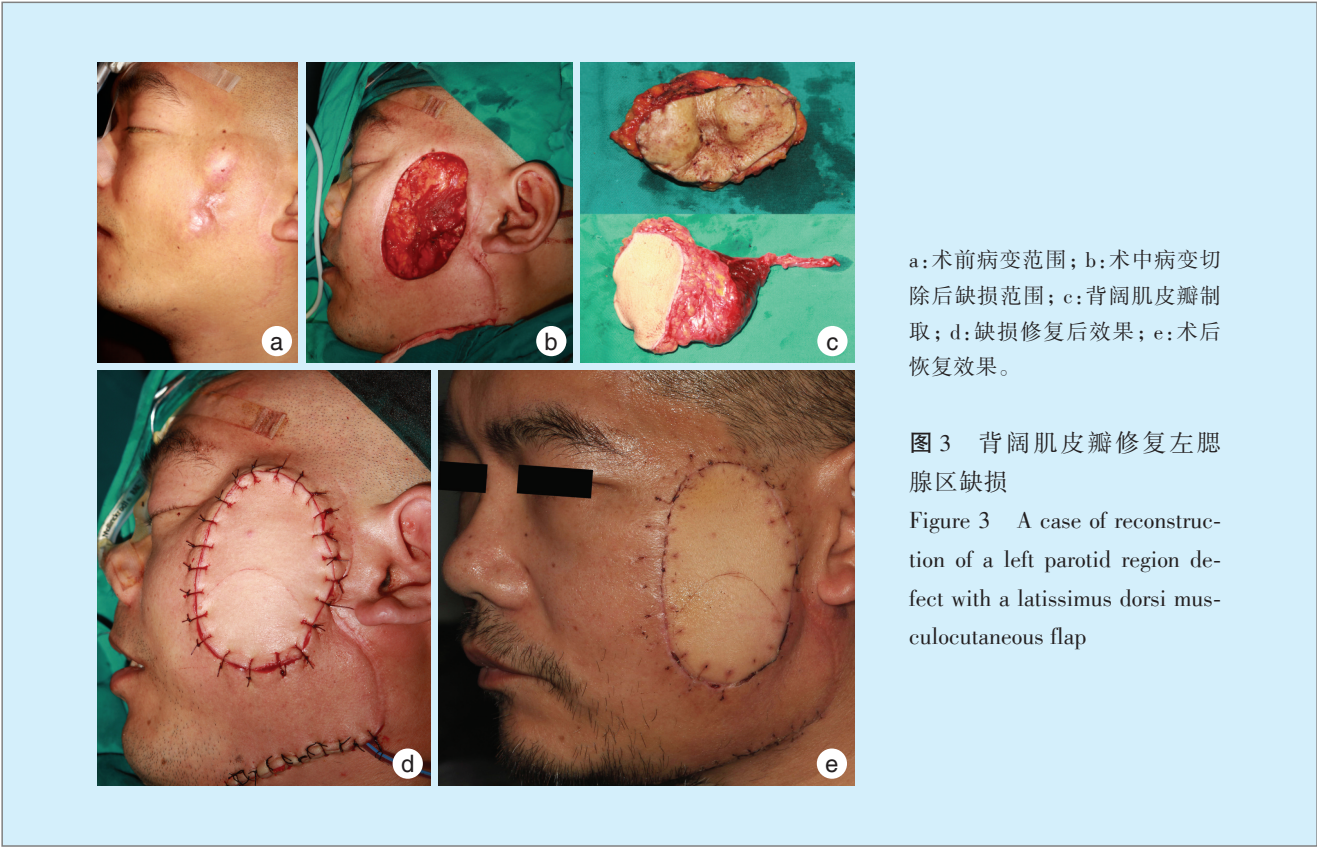 a
b
c
d
e
a:术前病变范围；b:术中病变切
除后缺损范围；c:背阔肌皮瓣制
取；d:缺损修复后效果；e:术后
恢复效果。
图 3　背阔肌皮瓣修复左腮
腺区缺损
Figure 3　A case of reconstruc-
tion of a left parotid region de-
fect with a latissimus dorsi mus-
culocutaneous flap